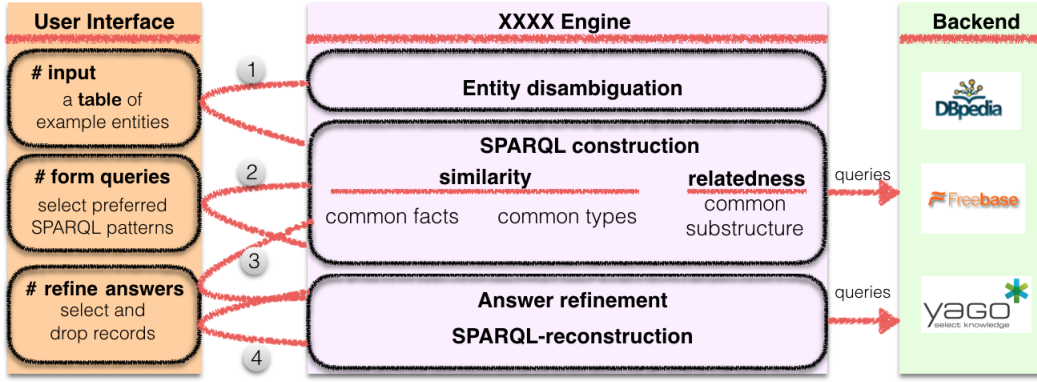 User Interface
# input
a table of
example entities
# form queries
select preferred
SPARQL patterns
# refine answers
select and
drop records
1
2
3
4
XXXX Engine
Entity disambiguation
SPARQL construction
similarity
relatedness
common facts
common types
common
substructure
Answer refinement
SPARQL-reconstruction
queries
queries
Backend
DBpedia
Freebase
yago
select knowledge